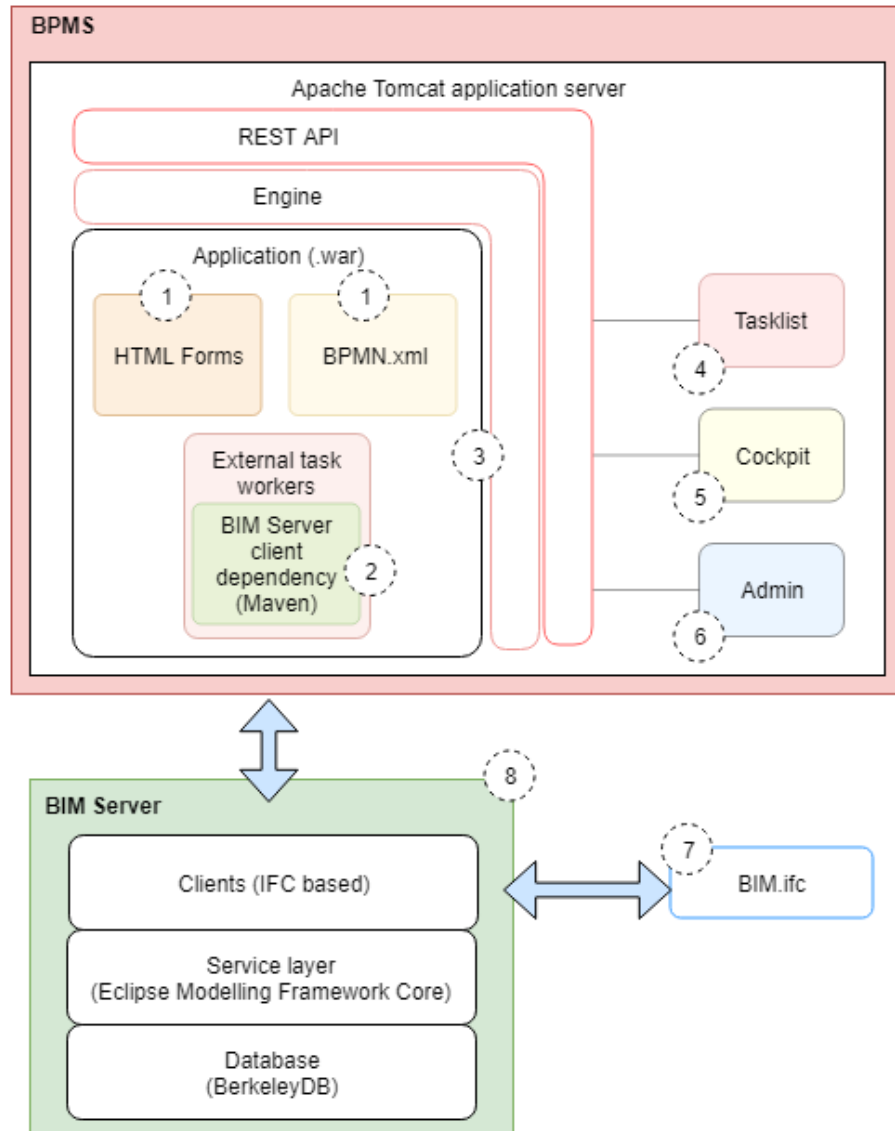 BPMS
Apache Tomcat application server
REST API
Engine
Application (.war)
1
1
HTML Forms
BPMN.xml
Tasklist
4
External task
workers
3
Cockpit
5
BIM Server
client
dependency
(Maven)
2
Admin
6
8
BIM Server
7
Clients (IFC based)
BIM.ifc
Service layer
(Eclipse Modelling Framework Core)
Database
(BerkeleyDB)